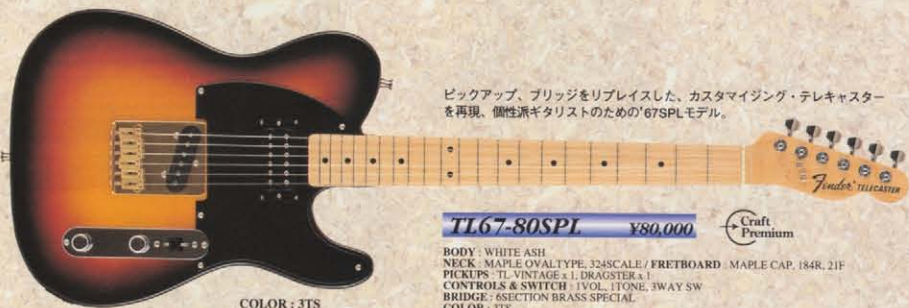 ピックアップ、ブリッジをリプレイスした、カスタマイジング・テレキャスター
を再現、個性派ギタリストのための'67SPLモデル。
Fender TELECASTER
TL67-80SPL ¥80,000
Craft
Premium
BODY : WHITE ASH
NECK : MAPLE OVALTYPE, 324SCALE / FRETBOARD : MAPLE CAP, 184R, 21F
PICKUPS : TL-VINTAGE x 1, DRAGSTER x 1
CONTROLS & SWITCH : 1VOL, 1TONE, 3WAY SW
BRIDGE : 6SECTION BRASS SPECIAL
COLOR : 3TS
COLOR : 3TS